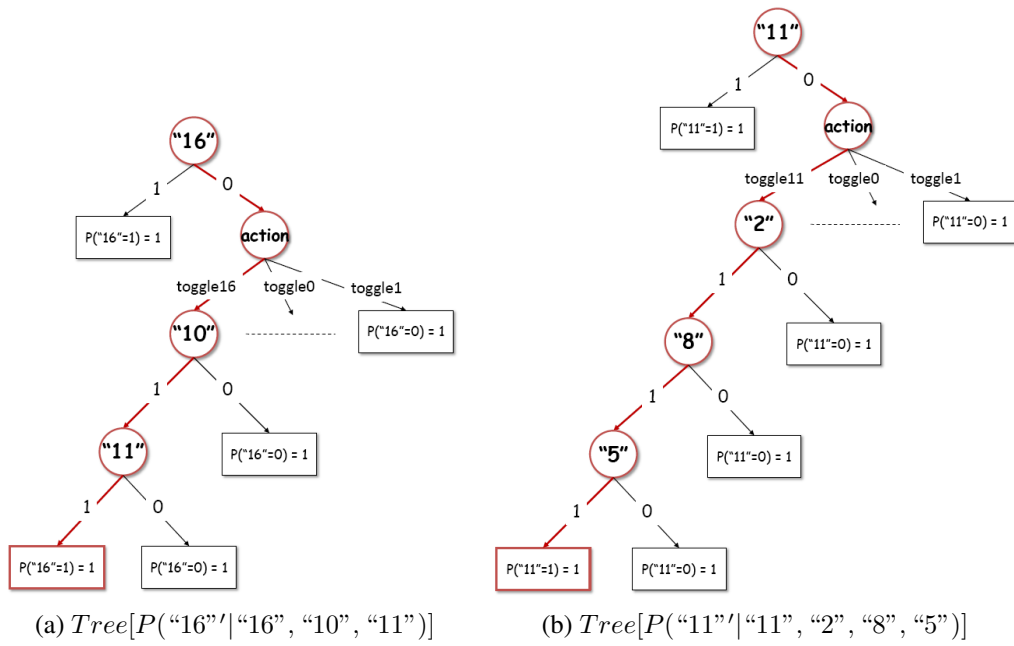 “16”
1
0
P(“16”=1) = 1
action
toggle16
toggle0
toggle1
“10”
P(“16”=0) = 1
1
0
“11”
P(“16”=0) = 1
1
0
P(“16”=1) = 1
P(“16”=0) = 1
(a) Tree[P(“16”′|“16”, “10”, “11”)]
“11”
1
0
P(“11”=1) = 1
action
toggle11
toggle0
toggle1
“2”
P(“11”=0) = 1
1
0
“8”
P(“11”=0) = 1
1
0
“5”
P(“11”=0) = 1
1
0
P(“11”=1) = 1
P(“11”=0) = 1
(b) Tree[P(“11”′|“11”, “2”, “8”, “5”)]